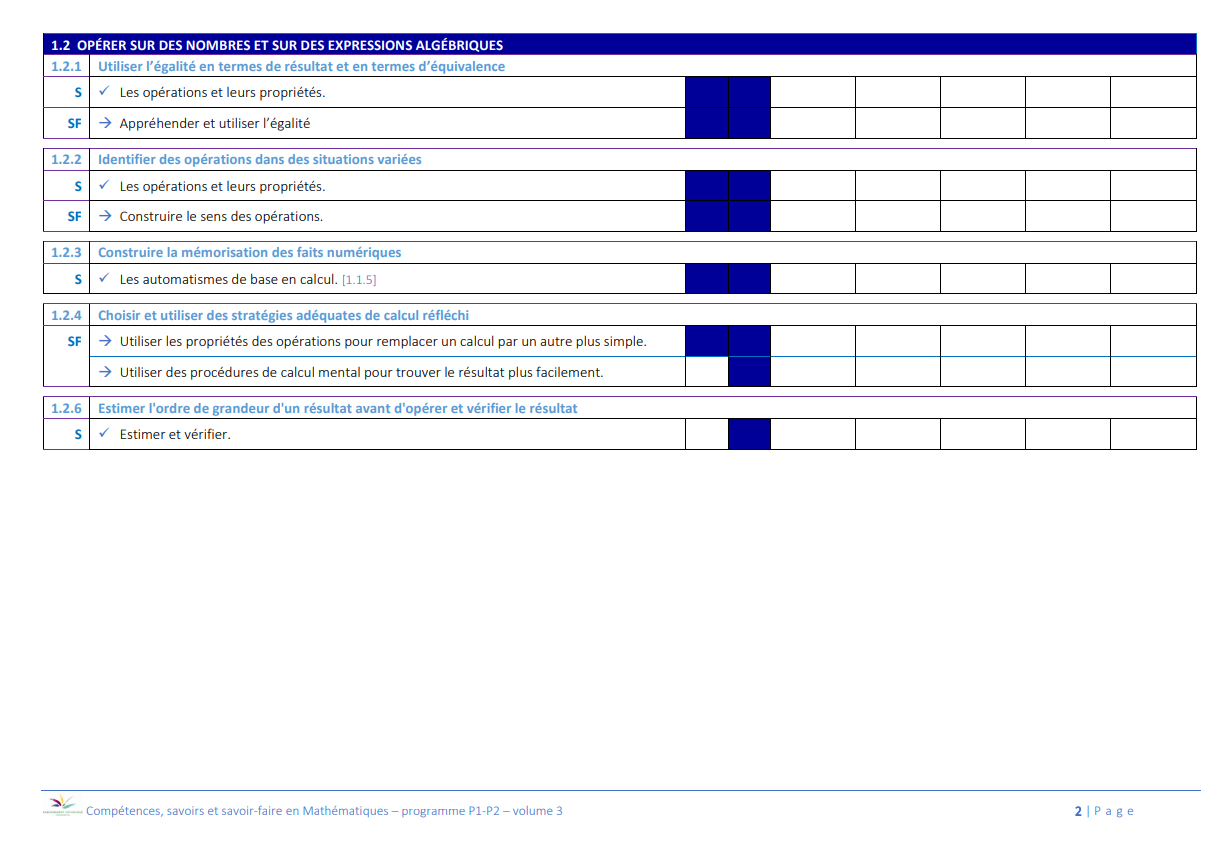 1.2 OPÉRER SUR DES NOMBRES ET SUR DES EXPRESSIONS ALGÉBRIQUES
1.2.1 Utiliser l’égalité en termes de résultat et en termes d’équivalence
S ✓ Les opérations et leurs propriétés.
SF → Appréhender et utiliser l’égalité
1.2.2 Identifier des opérations dans des situations variées
S ✓ Les opérations et leurs propriétés.
SF → Construire le sens des opérations.
1.2.3 Construire la mémorisation des faits numériques
S ✓ Les automatismes de base en calcul. [1.1.5]
1.2.4 Choisir et utiliser des stratégies adéquates de calcul réfléchi
SF → Utiliser les propriétés des opérations pour remplacer un calcul par un autre plus simple.
→ Utiliser des procédures de calcul mental pour trouver le résultat plus facilement.
1.2.6 Estimer l'ordre de grandeur d'un résultat avant d'opérer et vérifier le résultat
S ✓ Estimer et vérifier.
Compétences, savoirs et savoir-faire en Mathématiques – programme P1-P2 – volume 3
2 | P a g e